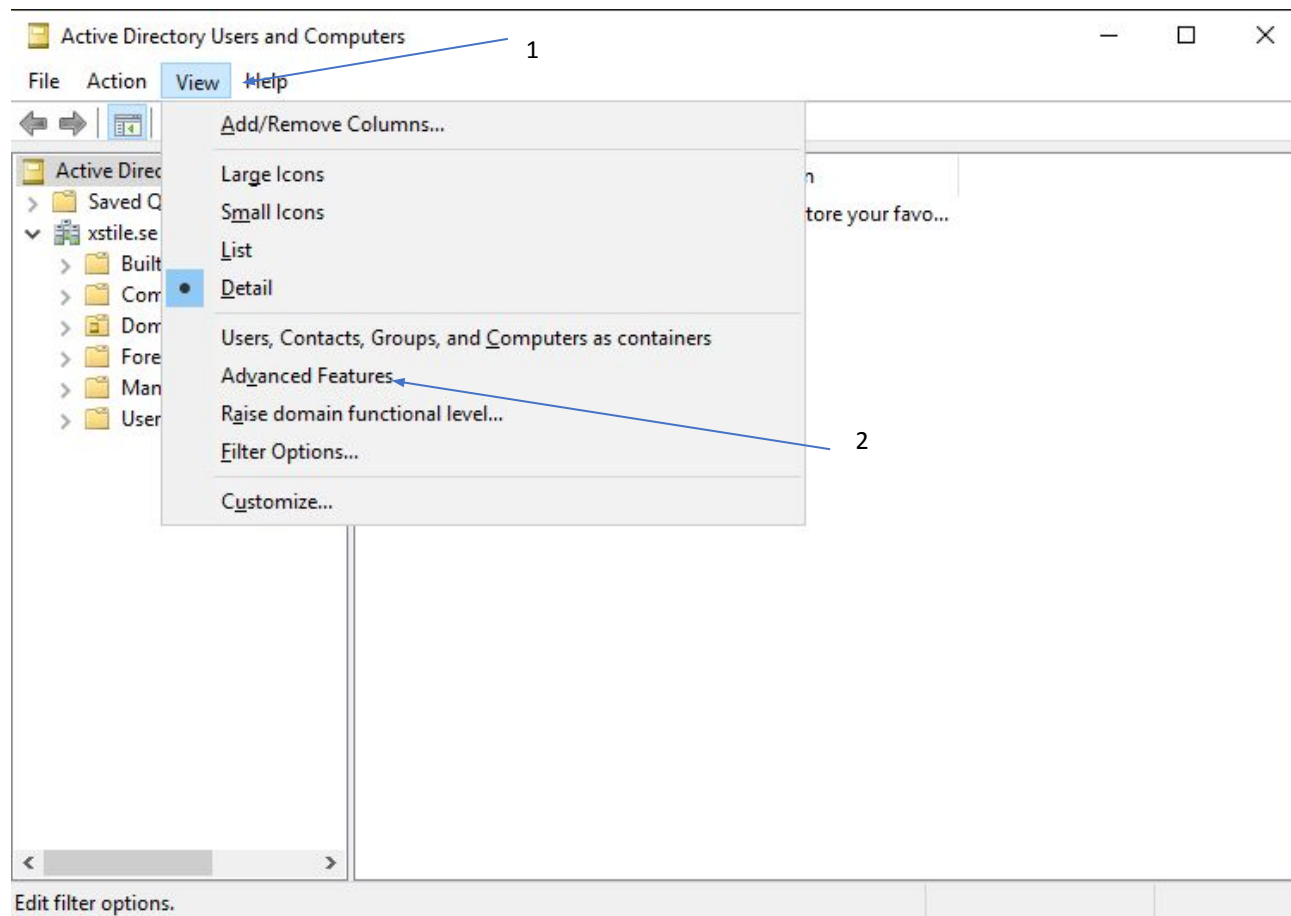 Active Directory Users and Computers
1
File Action View Help
Add/Remove Columns...
Active Direc
Large Icons
n
Saved Q
Small Icons
tore your favo...
xstile.se
List
Built
Com
Detail
Dom
Users, Contacts, Groups, and Computers as containers
Fore
Advanced Features
Man
Raise domain functional level...
User
2
Filter Options...
Customize...
Edit filter options.